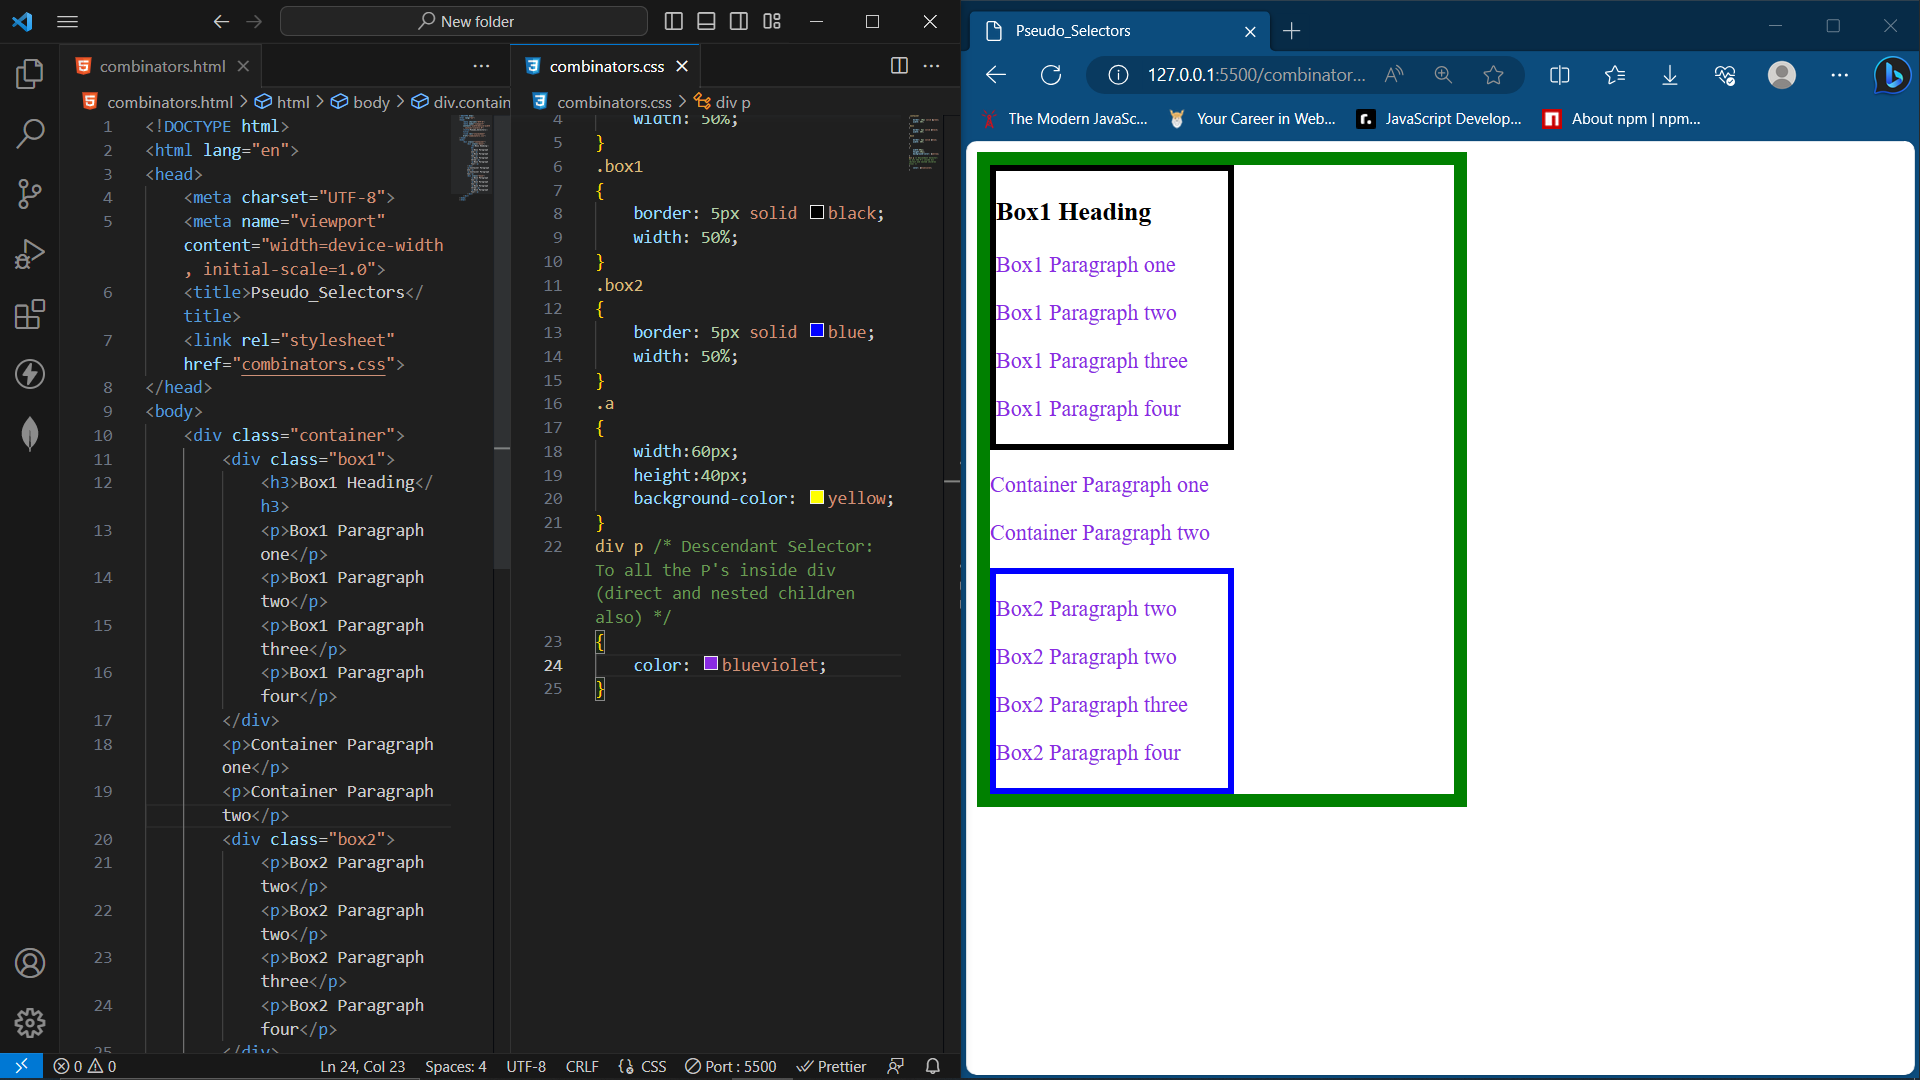 New folder
combinators.html
combinators.html > html > body > div.contain
1 <!DOCTYPE html>
2 <html lang="en">
3 <head>
4 <meta charset="UTF-8">
5 <meta name="viewport"
content="width=device-width
, initial-scale=1.0">
6 <title>Pseudo_Selectors</
title>
7 <link rel="stylesheet"
href="combinators.css">
8 </head>
9 <body>
10 <div class="container">
11 <div class="box1">
12 <h3>Box1 Heading</
h3>
13 <p>Box1 Paragraph
one</p>
14 <p>Box1 Paragraph
two</p>
15 <p>Box1 Paragraph
three</p>
16 <p>Box1 Paragraph
four</p>
17 </div>
18 <p>Container Paragraph
one</p>
19 <p>Container Paragraph
two</p>
20 <div class="box2">
21 <p>Box2 Paragraph
two</p>
22 <p>Box2 Paragraph
two</p>
23 <p>Box2 Paragraph
three</p>
24 <p>Box2 Paragraph
four</p>
25 </div>
combinators.css
combinators.css > div p
4 width: 50%;
5 }
6 .box1
7 {
8 border: 5px solid black;
9 width: 50%;
10 }
11 .box2
12 {
13 border: 5px solid blue;
14 width: 50%;
15 }
16 .a
17 {
18 width:60px;
19 height:40px;
20 background-color: yellow;
21 }
22 div p /* Descendant Selector:
To all the P's inside div
(direct and nested children
also) */
23 {
24 color: blueviolet;
25 }
0 0 Ln 24, Col 23 Spaces: 4 UTF-8 CRLF CSS Port : 5500 Prettier
Pseudo_Selectors
127.0.0.1:5500/combinator...
The Modern JavaSc... Your Career in Web... JavaScript Develop... About npm | npm...
Box1 Heading
Box1 Paragraph one
Box1 Paragraph two
Box1 Paragraph three
Box1 Paragraph four
Container Paragraph one
Container Paragraph two
Box2 Paragraph two
Box2 Paragraph two
Box2 Paragraph three
Box2 Paragraph four